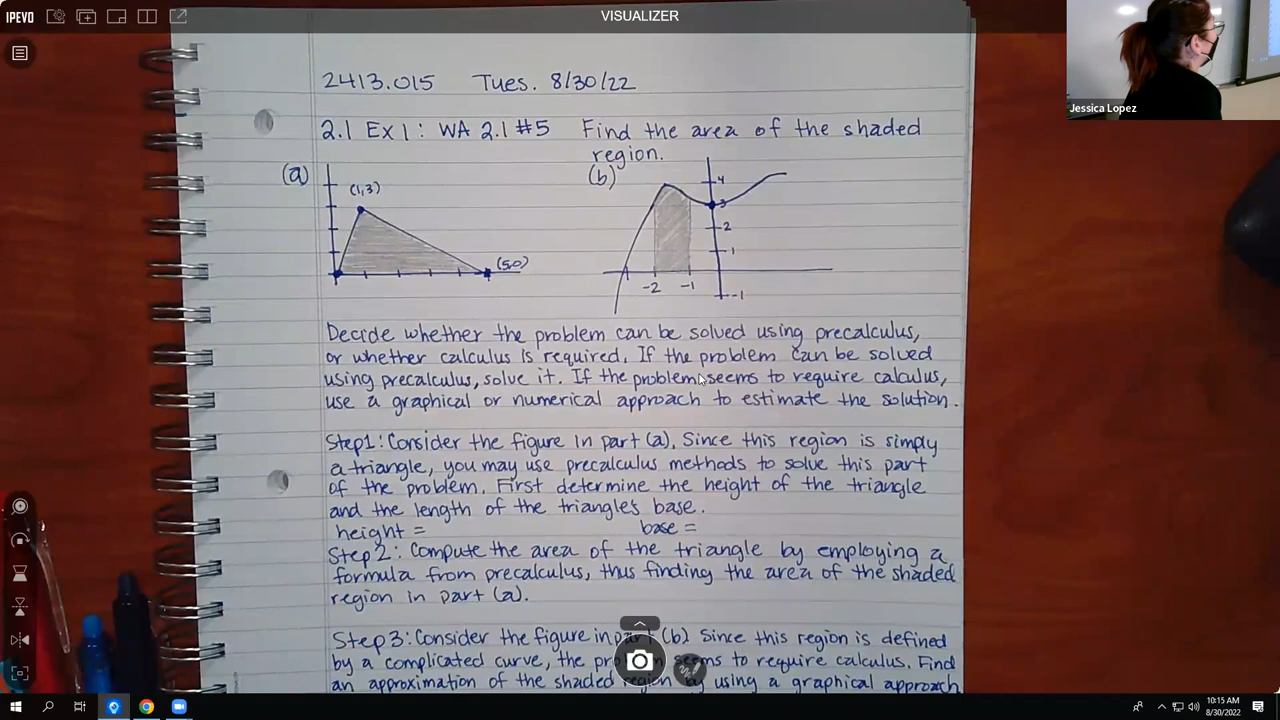 IPEVO
VISUALIZER
Jessica Lopez
2413.015 Tues. 8/30/22
2.1 Ex 1: WA 2.1 #5 Find the area of the shaded
region.
(a)
(1,3)
(5,0)
(b)
4
3
2
1
-2 -1
-1
Decide whether the problem can be solved using precalculus,
or whether calculus is required. If the problem can be solved
using precalculus, solve it. If the problem seems to require calculus,
use a graphical or numerical approach to estimate the solution.
Step1: Consider the figure in part (a). Since this region is simply
a triangle, you may use precalculus methods to solve this part
of the problem. First determine the height of the triangle
and the length of the triangle's base.
height = base =
Step 2: Compute the area of the triangle by employing a
formula from precalculus, thus finding the area of the shaded
region in part (a).
Step 3: Consider the figure in part (b) Since this region is defined
by a complicated curve, the seems to require calculus. Find
an approximation of the shaded region by using a graphical approach
10:15 AM
8/30/2022